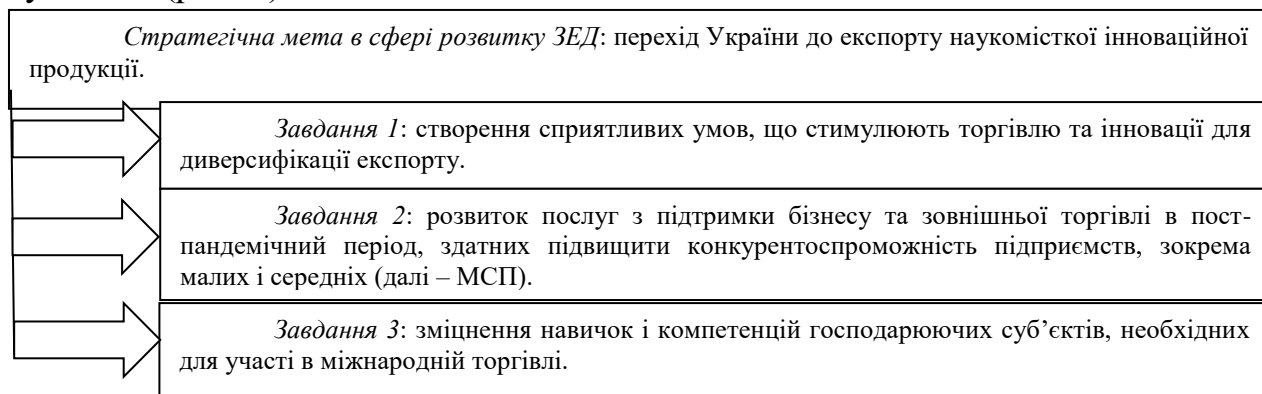 Стратегічна мета в сфері розвитку ЗЕД: перехід України до експорту наукомісткої інноваційної
продукції.
Завдання 1: створення сприятливих умов, що стимулюють торгівлю та інновації для
диверсифікації експорту.
Завдання 2: розвиток послуг з підтримки бізнесу та зовнішньої торгівлі в пост-
пандемічний період, здатних підвищити конкурентоспроможність підприємств, зокрема
малих і середніх (далі – МСП).
Завдання 3: зміцнення навичок і компетенцій господарюючих суб’єктів, необхідних
для участі в міжнародній торгівлі.